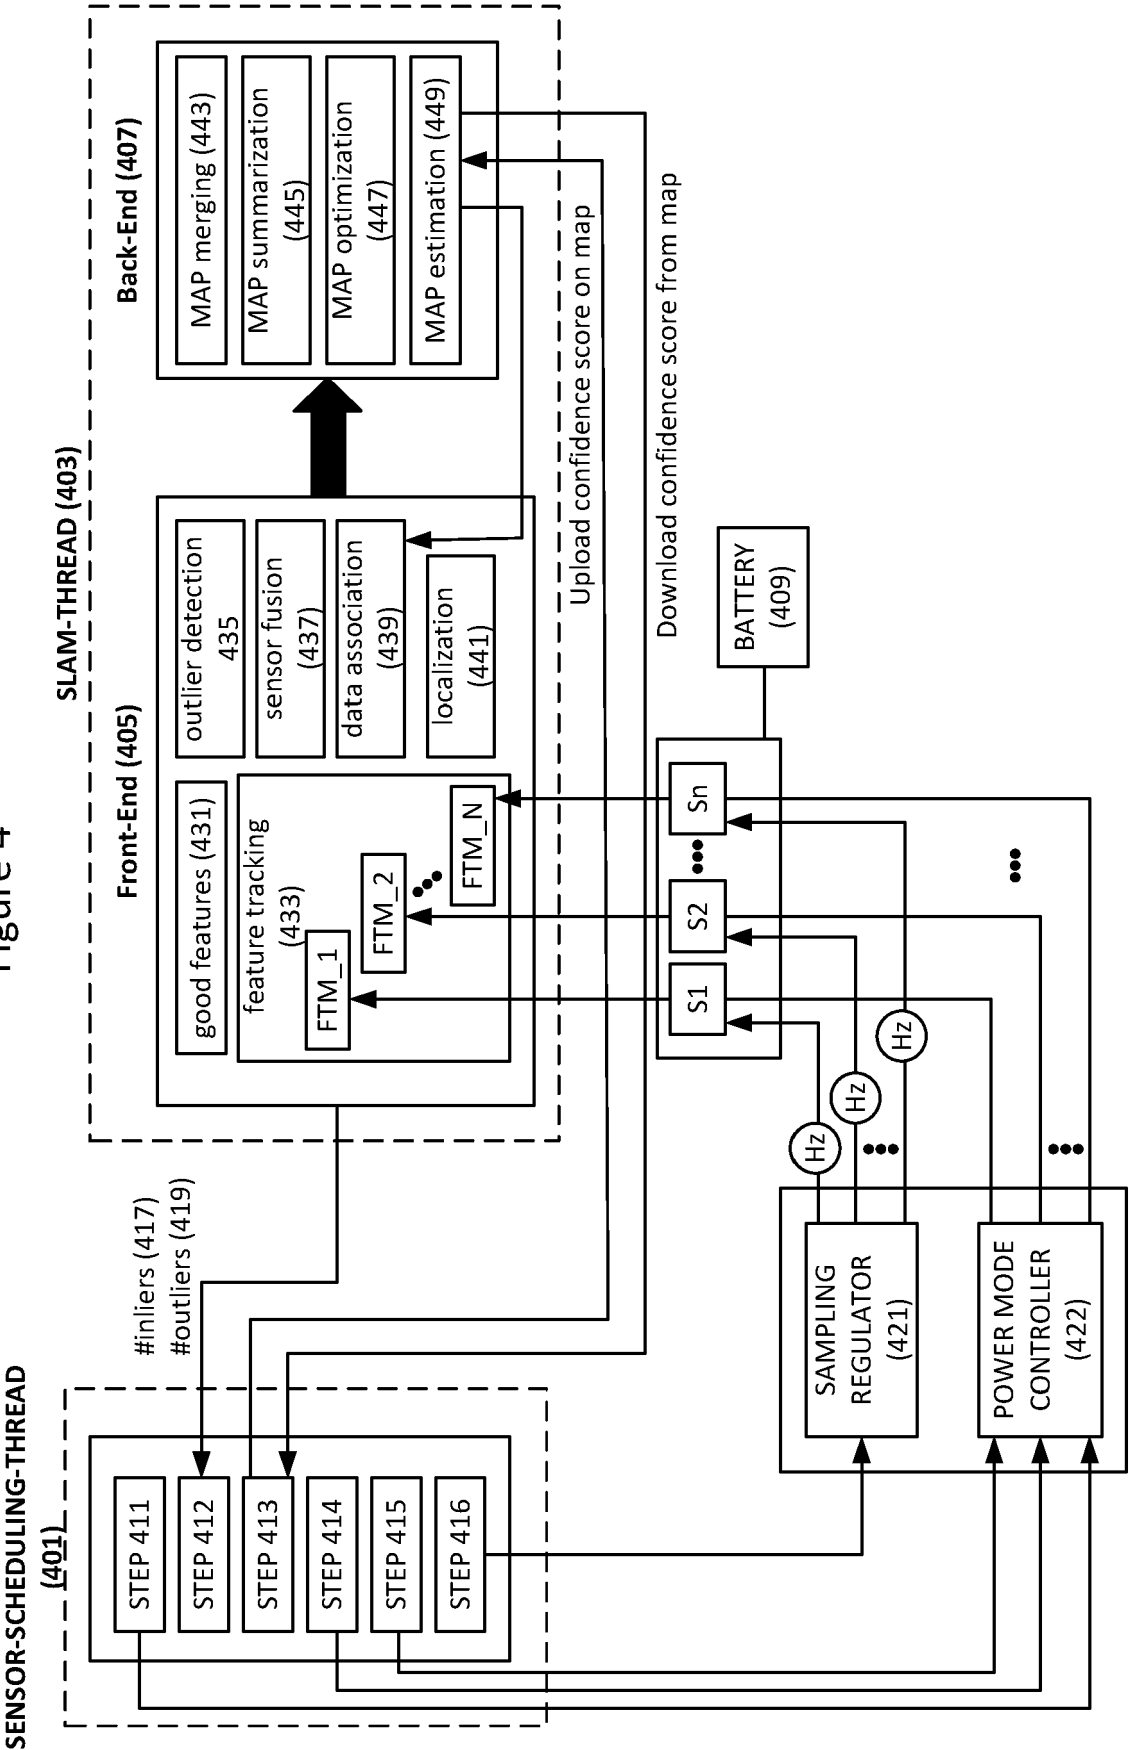 Figure 4
SENSOR-SCHEDULING-THREAD
(401)
STEP 411
STEP 412
STEP 413
STEP 414
STEP 415
STEP 416
#inliers (417)
#outliers (419)
SLAM-THREAD (403)
Front-End (405)
good features (431)
feature tracking
(433)
FTM_1
FTM_2
FTM_N
outlier detection
435
sensor fusion
(437)
data association
(439)
localization
(441)
Back-End (407)
MAP merging (443)
MAP summarization
(445)
MAP optimization
(447)
MAP estimation (449)
Upload confidence score on map
Download confidence score from map
S1
S2
Sn
BATTERY
(409)
Hz
Hz
Hz
SAMPLING
REGULATOR
(421)
POWER MODE
CONTROLLER
(422)